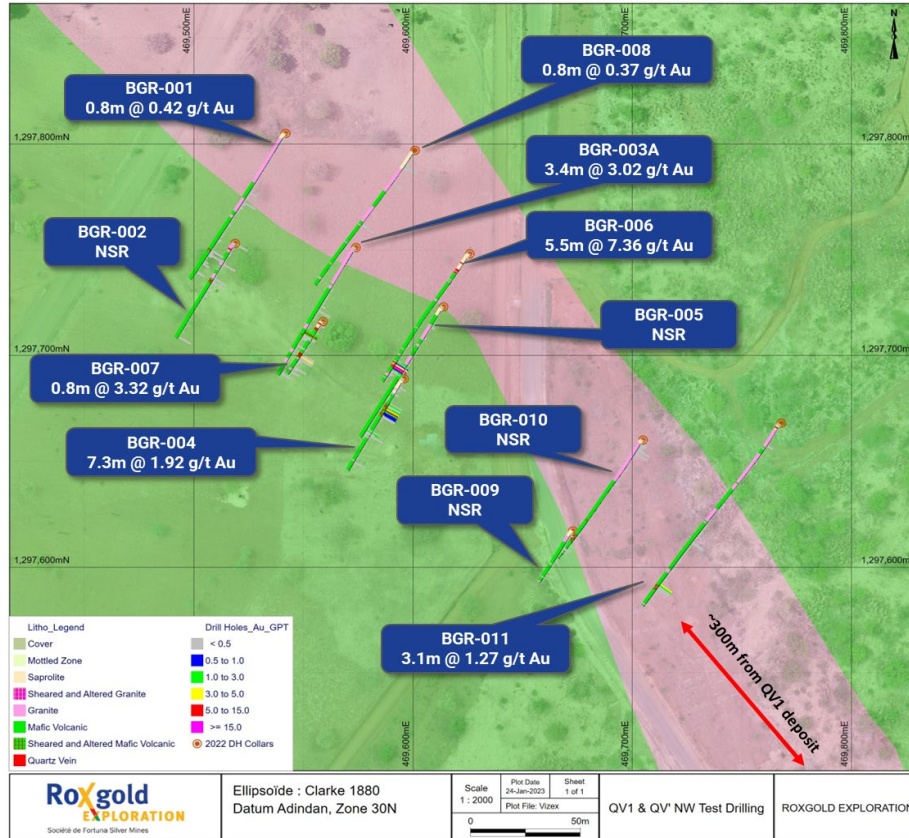 469,500mE
469,600mE
469,800mE
N
BGR-008
0.8m @ 0.37 g/t Au
BGR-001
0.8m @ 0.42 g/t Au
1,297,800mN
1,297,800mN
BGR-003A
3.4m @ 3.02 g/t Au
BGR-006
5.5m @ 7.36 g/t Au
BGR-002
NSR
BGR-005
NSR
1,297,700mN
1,297,700mN
BGR-007
0.8m @ 3.32 g/t Au
BGR-010
NSR
BGR-004
7.3m @ 1.92 g/t Au
BGR-009
NSR
1,297,600mN
1,297,600mN
BGR-011
3.1m @ 1.27 g/t Au
~300m from QV1 deposit
469,600mE
469,700mE
469,800mE
Litho_Legend
Cover
Mottled Zone
Saprolite
Sheared and Altered Granite
Granite
Mafic Volcanic
Sheared and Altered Mafic Volcanic
Quartz Vein
Drill Holes_Au_GPT
< 0.5
0.5 to 1.0
1.0 to 3.0
3.0 to 5.0
5.0 to 15.0
>= 15.0
2022 DH Collars
Roxgold
EXPLORATION
Société de Fortuna Silver Mines
Ellipsoïde : Clarke 1880
Datum Adindan, Zone 30N
Scale
1 : 2000
Plot Date
24-Jan-2023
Sheet
1 of 1
Plot File: Vizex
0 50m
QV1 & QV' NW Test Drilling
ROXGOLD EXPLORATION